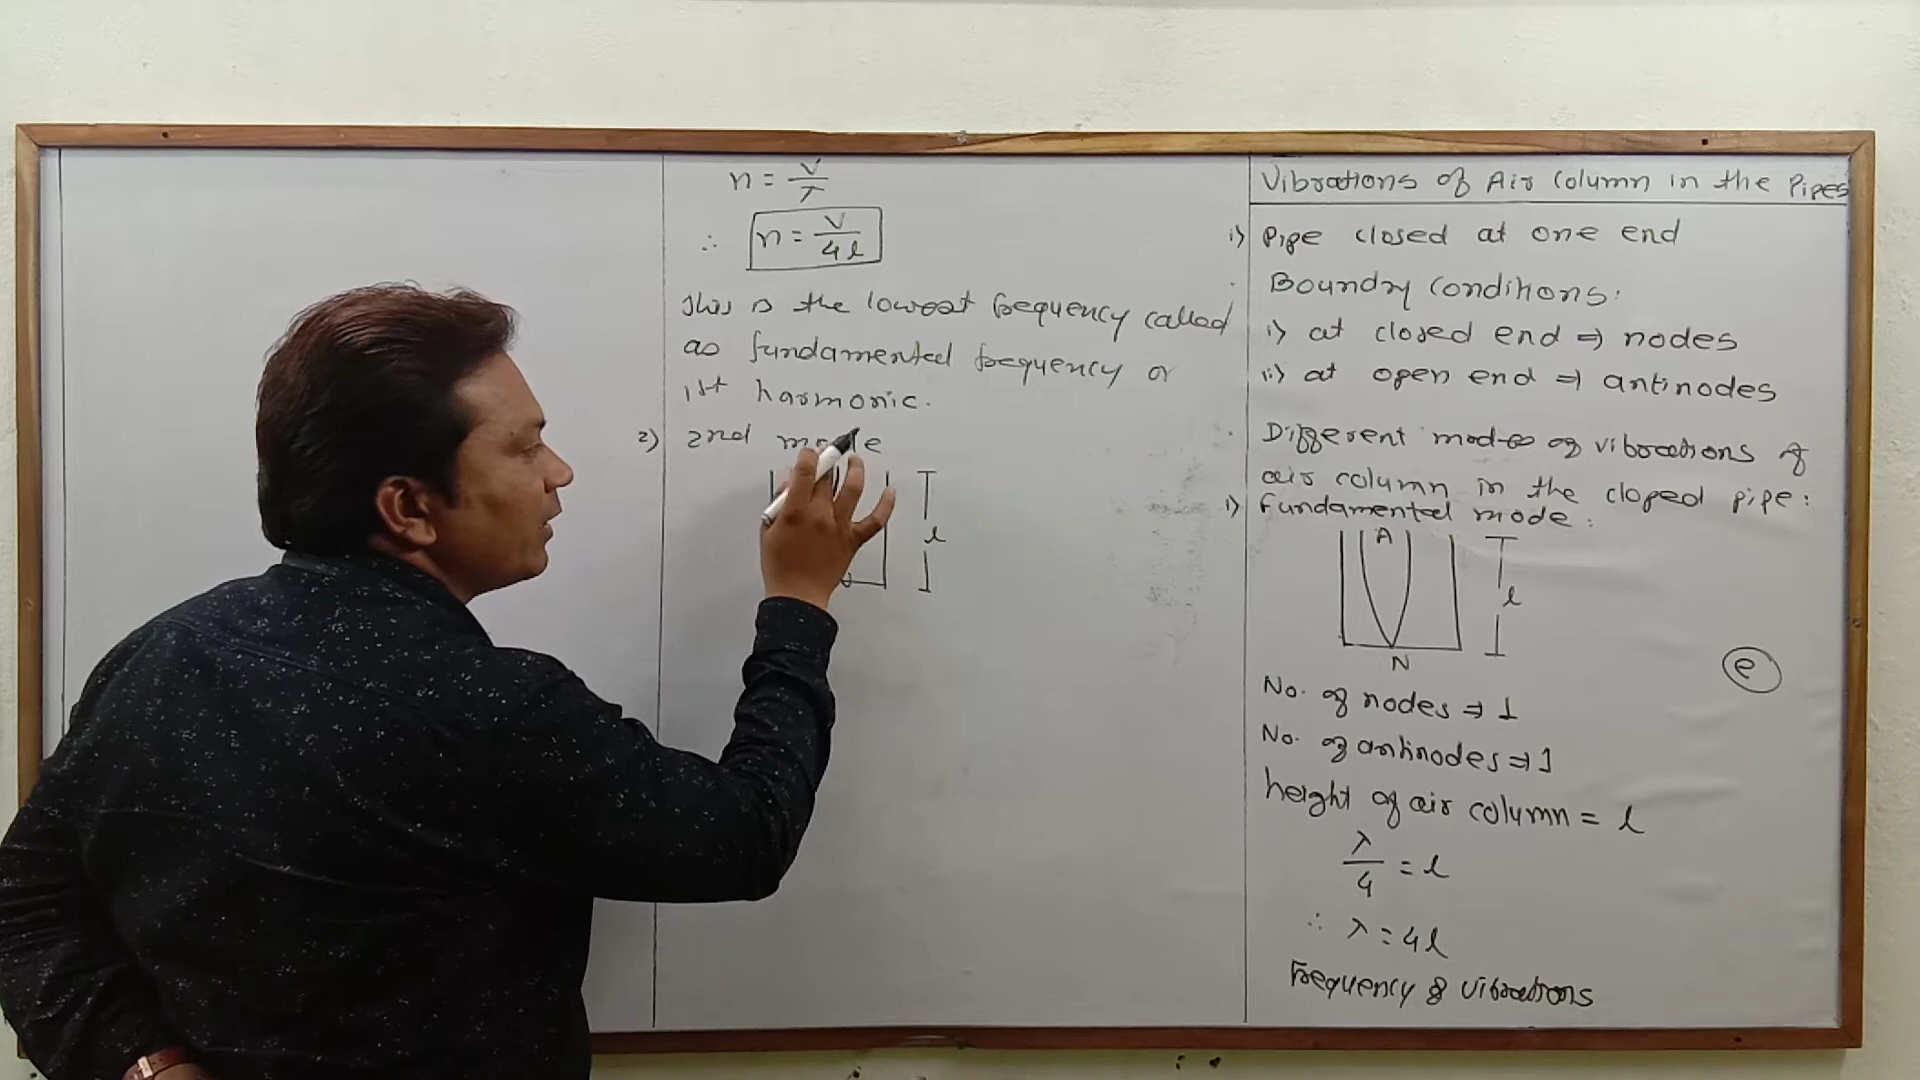 Vibrations of Air Column in the Pipes
i) Pipe closed at one end
Boundry Conditions:
i) at closed end ⇒ nodes
ii) at open end ⇒ antinodes
Different modes of vibrations of
air column in the cloped pipe:
1) Fundamental mode:
A
l
N
No. of nodes ⇒ 1
No. of antinodes ⇒ 1
height of air column = l
λ/4 = l
∴ λ = 4l
Frequency of vibrations
e
n = v/λ
∴ n = v/4l
This is the lowest frequency called
as fundamental frequency or
1st harmonic.
2) 2nd mode
l